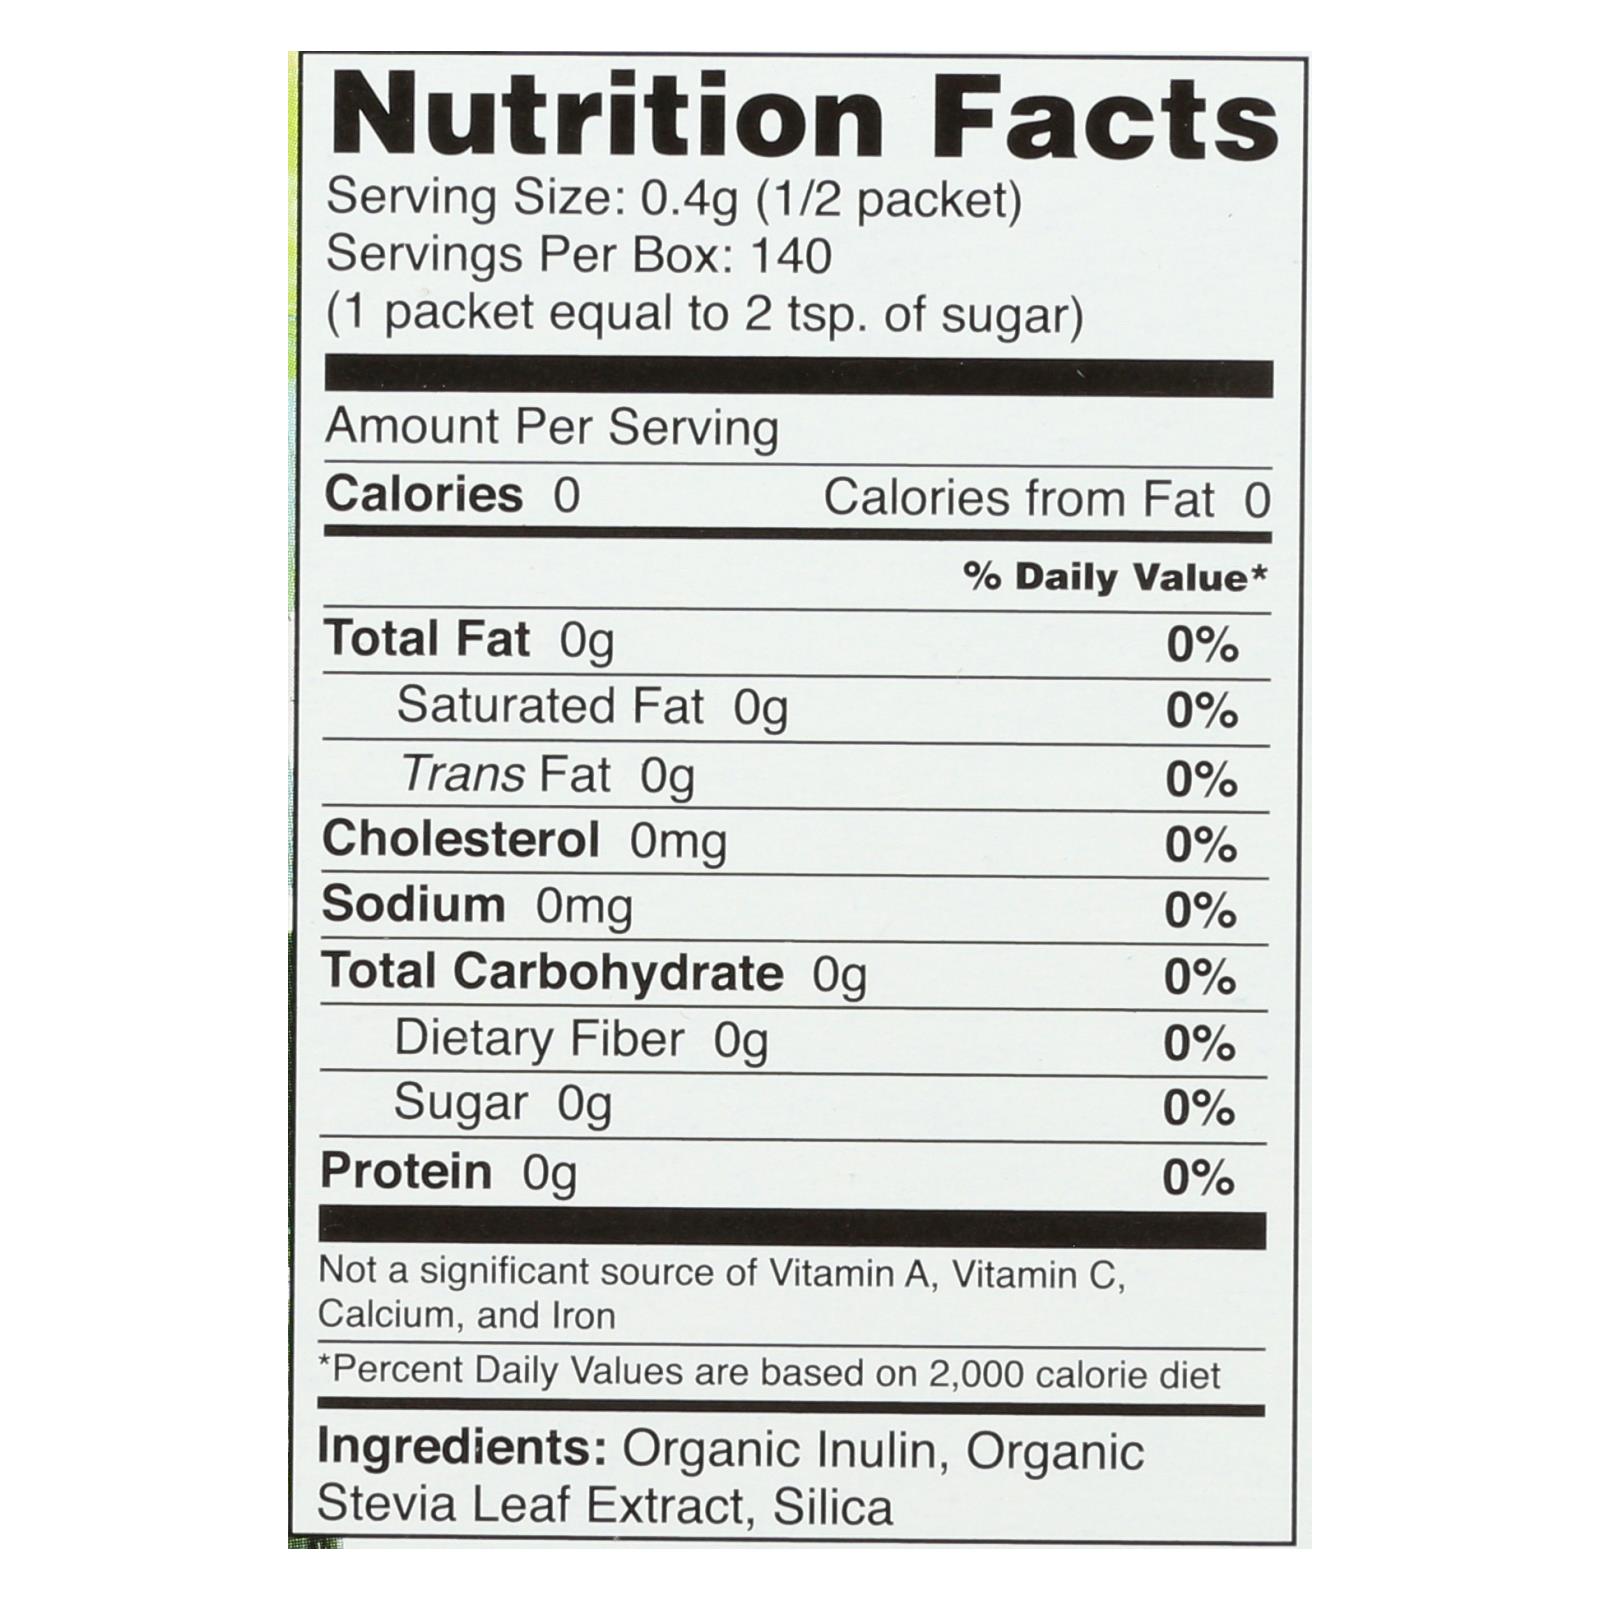 Nutrition Facts
Serving Size: 0.4g (1/2 packet)
Servings Per Box: 140
(1 packet equal to 2 tsp. of sugar)
Amount Per Serving
Calories 0 Calories from Fat 0
% Daily Value*
Total Fat 0g 0%
Saturated Fat 0g 0%
Trans Fat 0g 0%
Cholesterol 0mg 0%
Sodium 0mg 0%
Total Carbohydrate 0g 0%
Dietary Fiber 0g 0%
Sugar 0g 0%
Protein 0g 0%
Not a significant source of Vitamin A, Vitamin C,
Calcium, and Iron
*Percent Daily Values are based on 2,000 calorie diet
Ingredients: Organic Inulin, Organic
Stevia Leaf Extract, Silica